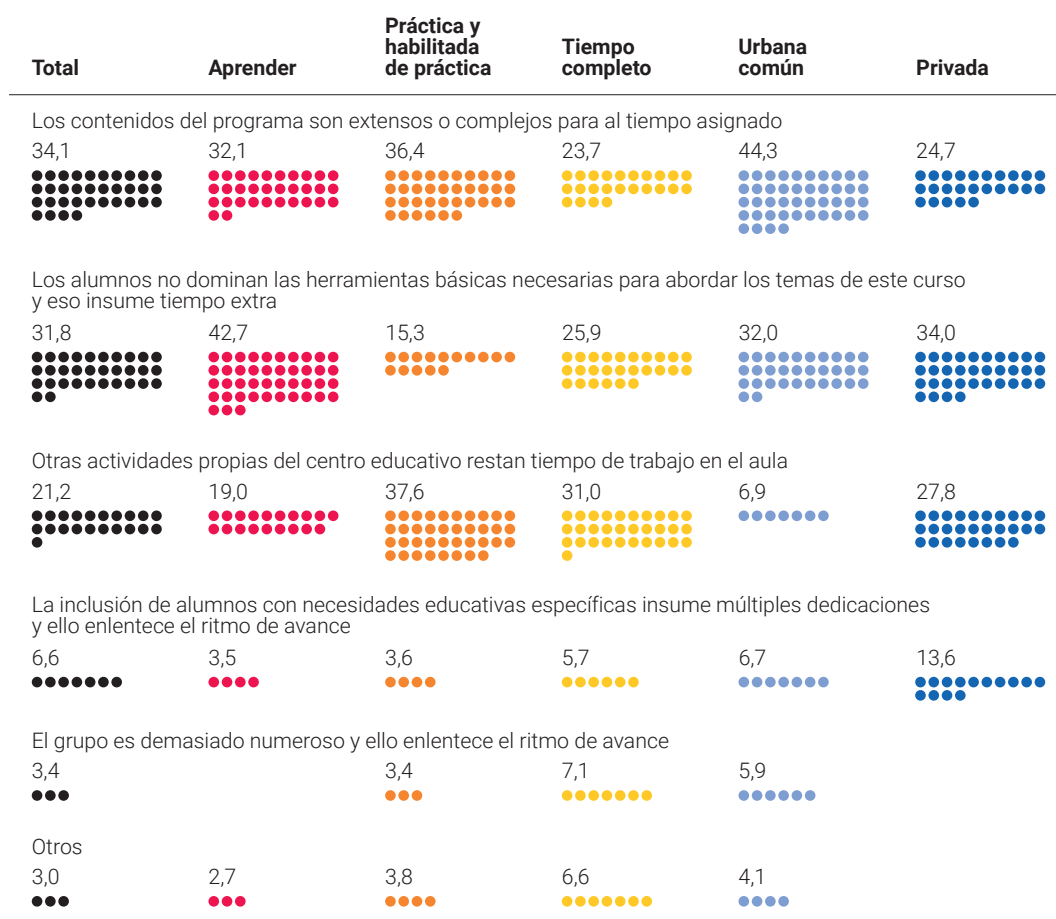 Total Aprender Práctica y habilitada de práctica Tiempo completo Urbana común Privada
Los contenidos del programa son extensos o complejos para al tiempo asignado
34,1 32,1 36,4 23,7 44,3 24,7
Los alumnos no dominan las herramientas básicas necesarias para abordar los temas de este curso
y eso insume tiempo extra
31,8 42,7 15,3 25,9 32,0 34,0
Otras actividades propias del centro educativo restan tiempo de trabajo en el aula
21,2 19,0 37,6 31,0 6,9 27,8
La inclusión de alumnos con necesidades educativas específicas insume múltiples dedicaciones
y ello enlentece el ritmo de avance
6,6 3,5 3,6 5,7 6,7 13,6
El grupo es demasiado numeroso y ello enlentece el ritmo de avance
3,4 3,4 7,1 5,9
Otros
3,0 2,7 3,8 6,6 4,1